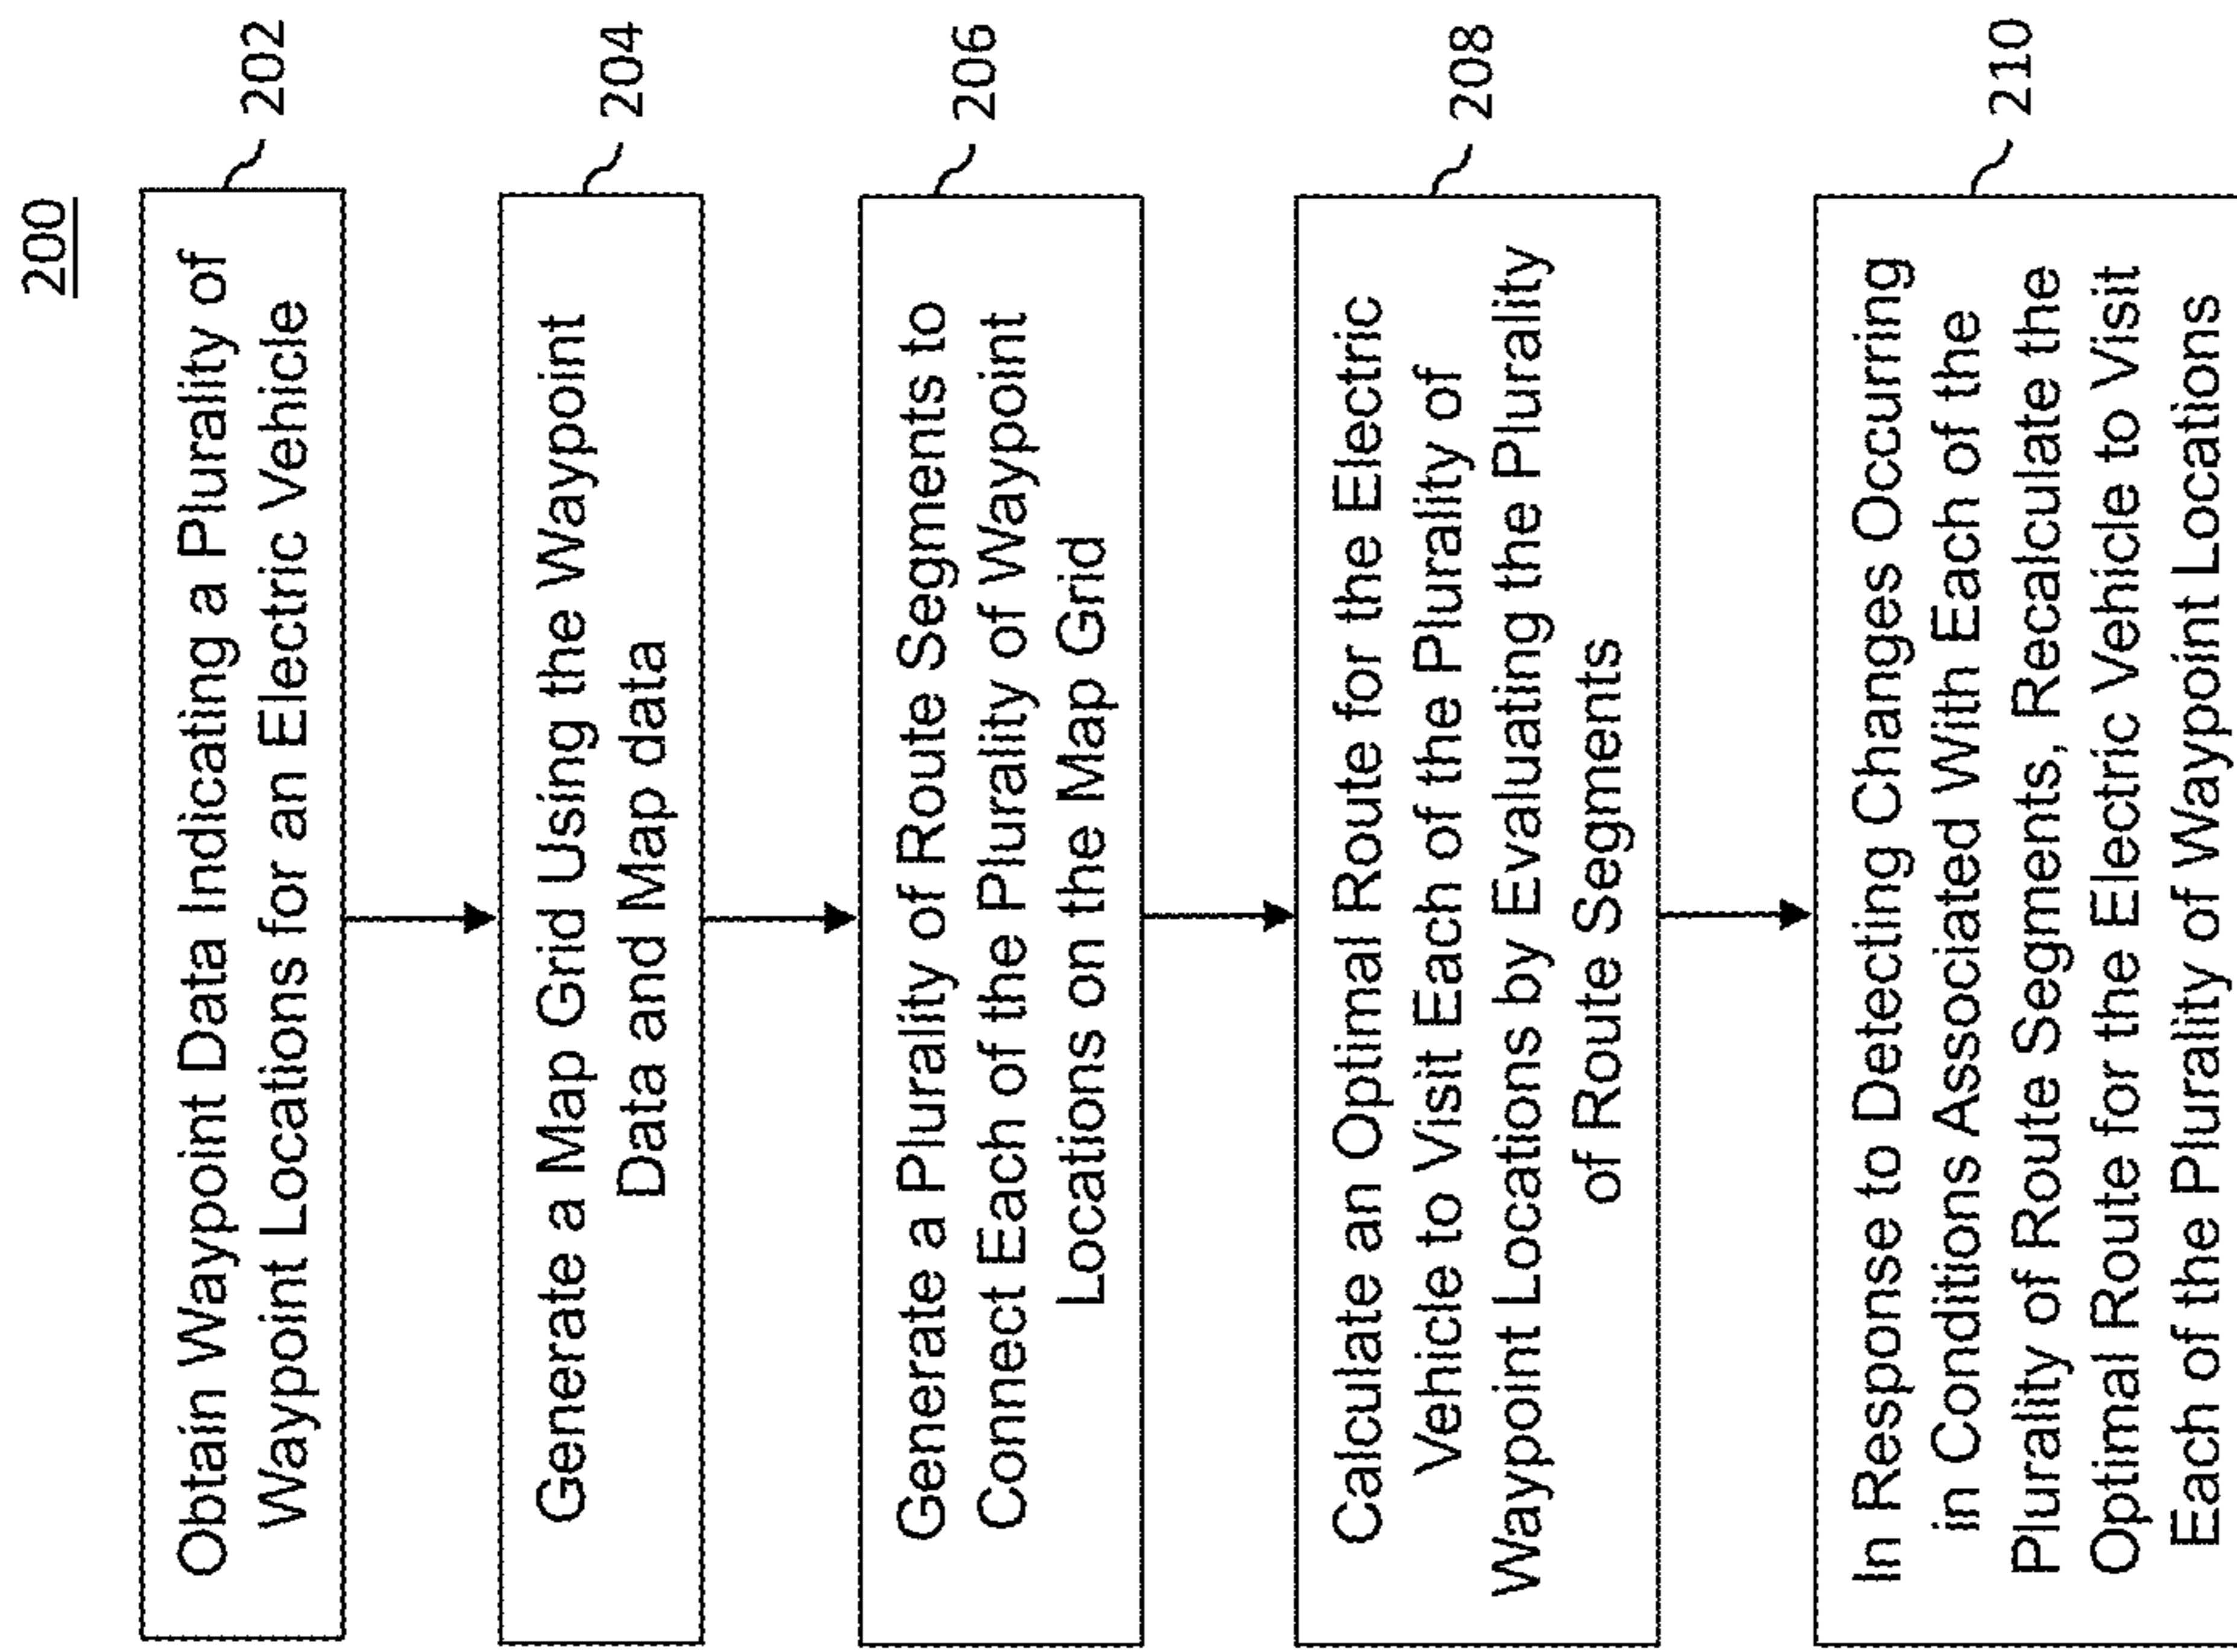 200
Obtain Waypoint Data Indicating a Plurality of
Waypoint Locations for an Electric Vehicle
202
Generate a Map Grid Using the Waypoint
Data and Map data
204
Generate a Plurality of Route Segments to
Connect Each of the Plurality of Waypoint
Locations on the Map Grid
206
Calculate an Optimal Route for the Electric
Vehicle to Visit Each of the Plurality of
Waypoint Locations by Evaluating the Plurality
of Route Segments
208
In Response to Detecting Changes Occurring
in Conditions Associated With Each of the
Plurality of Route Segments, Recalculate the
Optimal Route for the Electric Vehicle to Visit
Each of the Plurality of Waypoint Locations
210